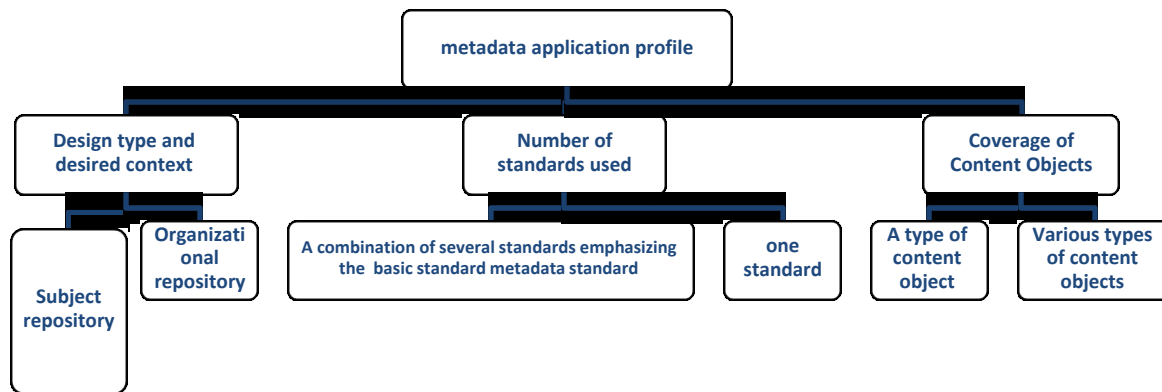 metadata application profile
Design type and
desired context
Number of
standards used
Coverage of
Content Objects
Subject
repository
Organizati
onal
repository
A combination of several standards emphasizing
the basic standard metadata standard
one
standard
A type of
content
object
Various types
of content
objects